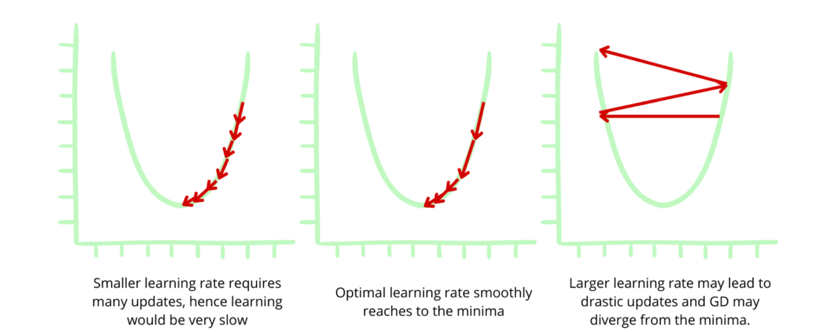 Smaller learning rate requires
many updates, hence learning
would be very slow
Optimal learning rate smoothly
reaches to the minima
Larger learning rate may lead to
drastic updates and GD may
diverge from the minima.